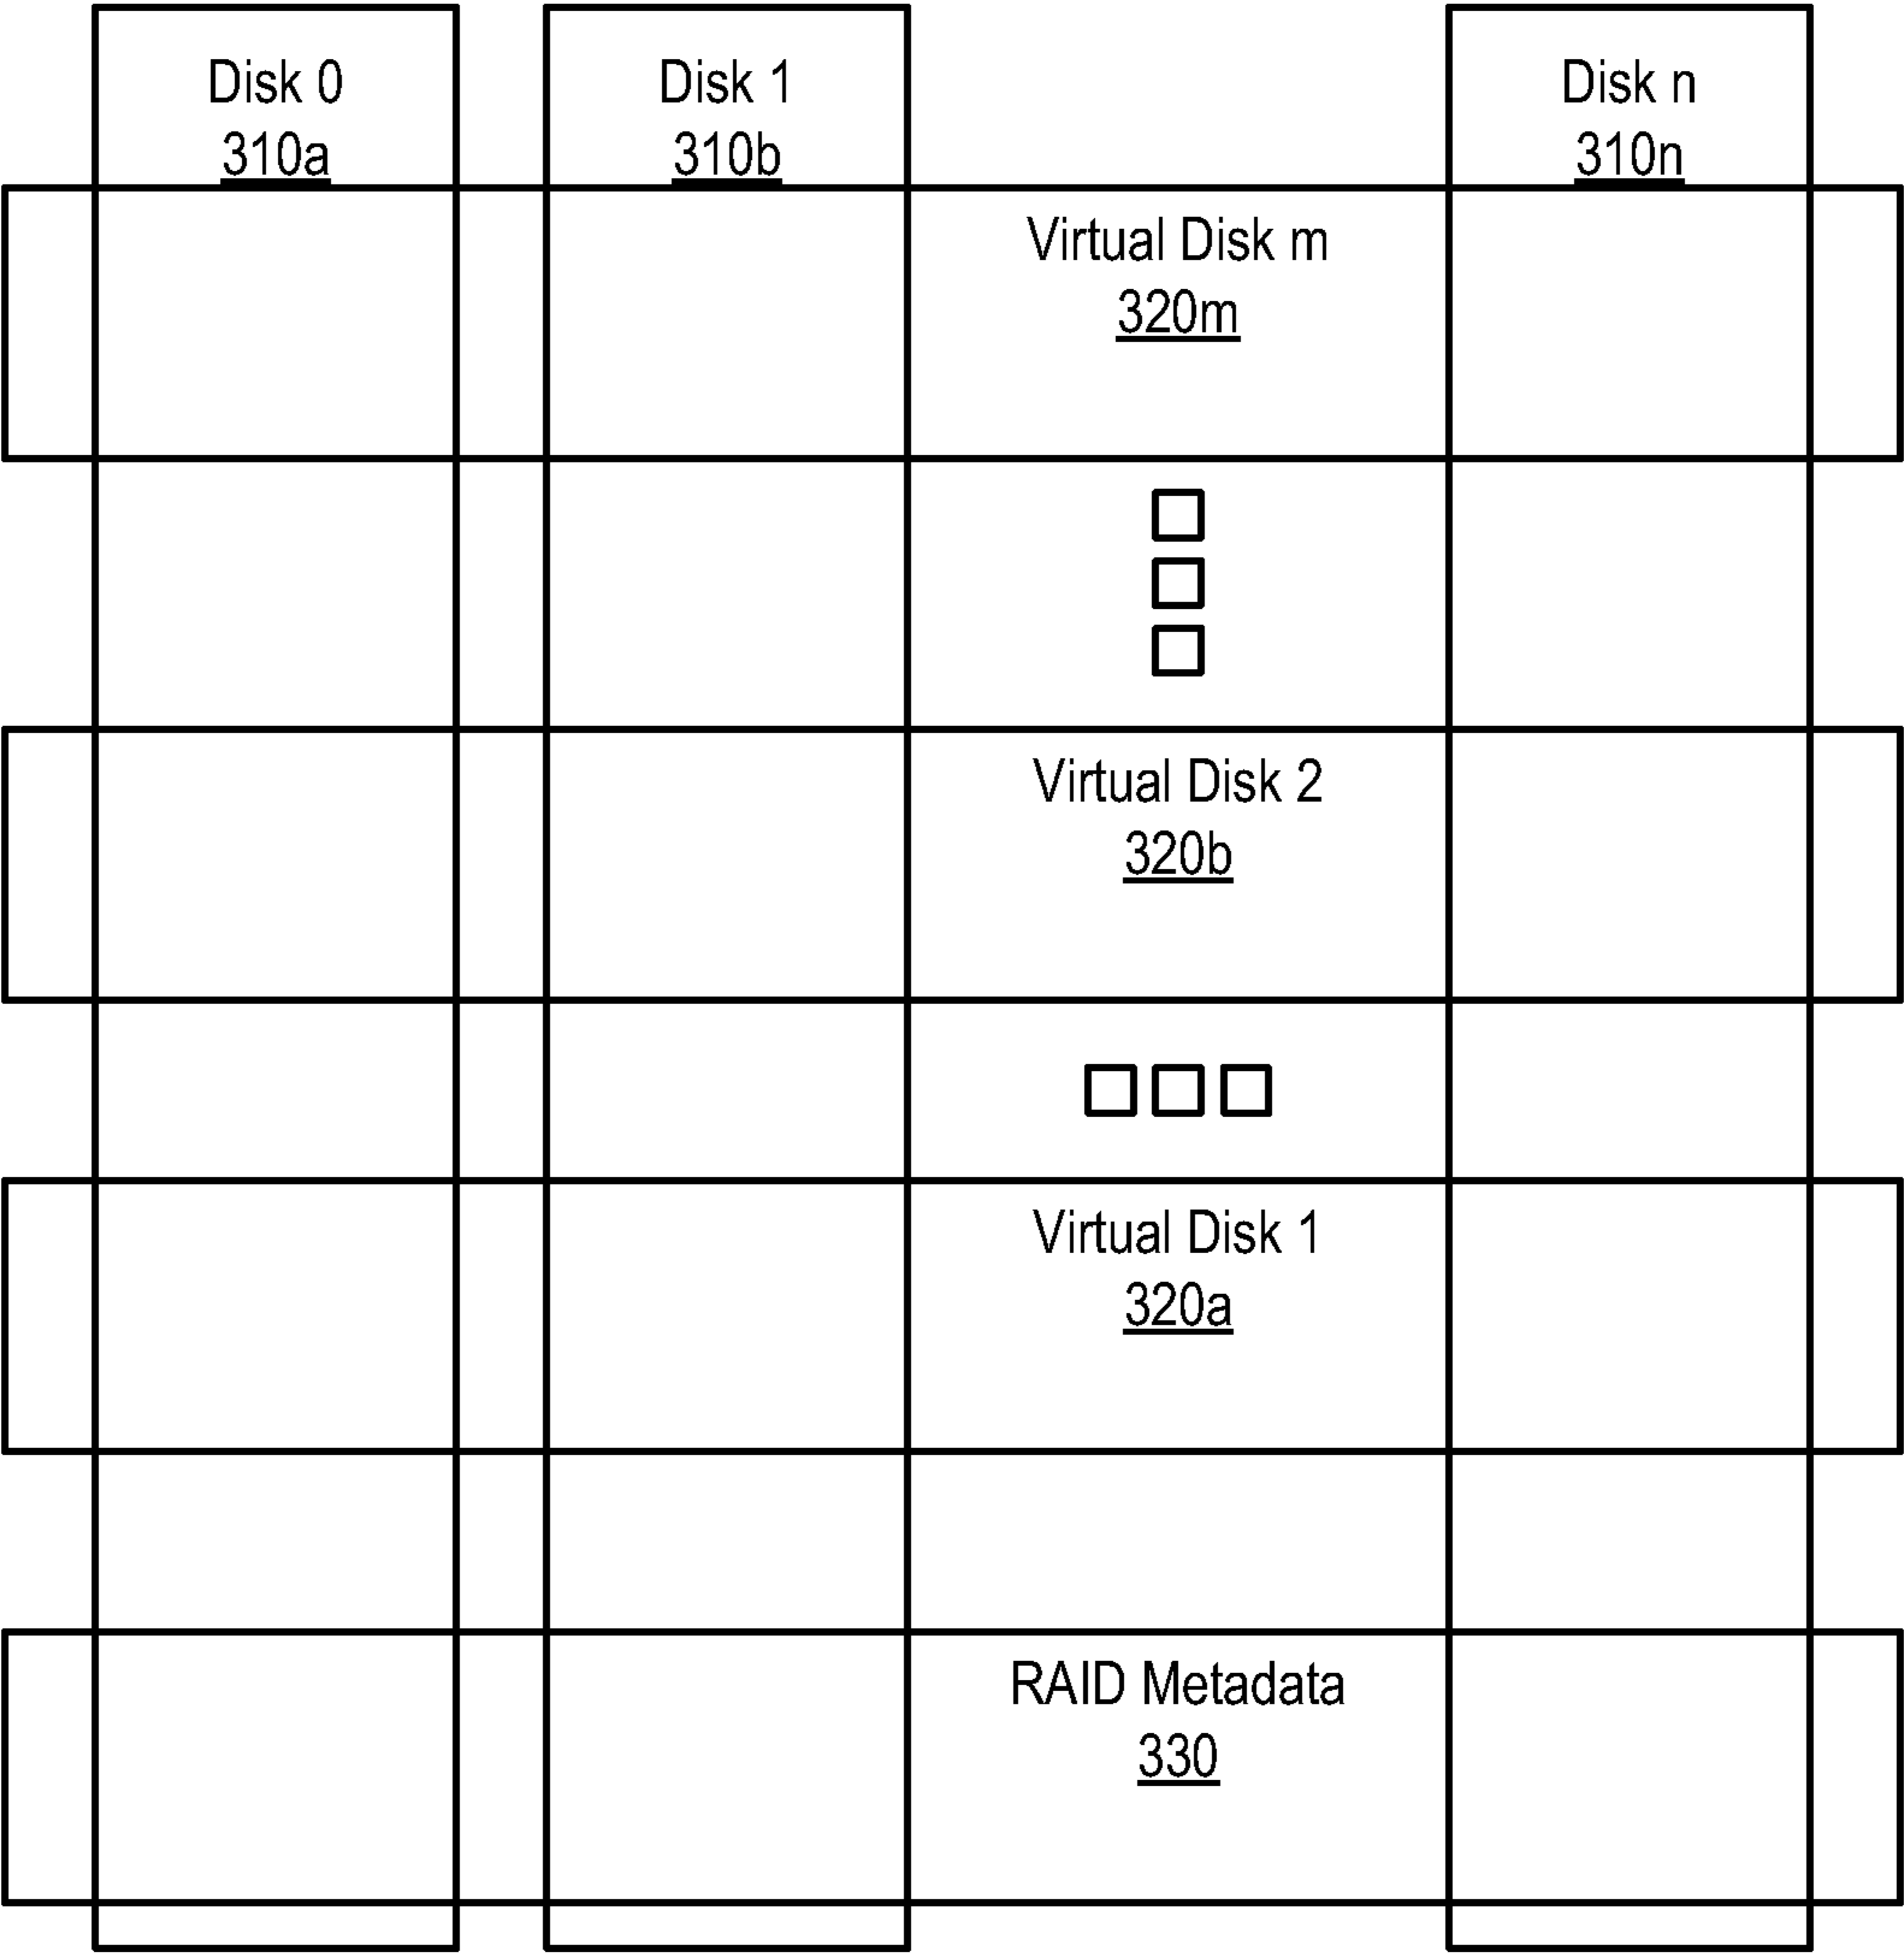 Disk 0
310a
Disk 1
310b
Disk n
310n
Virtual Disk m
320m
Virtual Disk 2
320b
Virtual Disk 1
320a
RAID Metadata
330